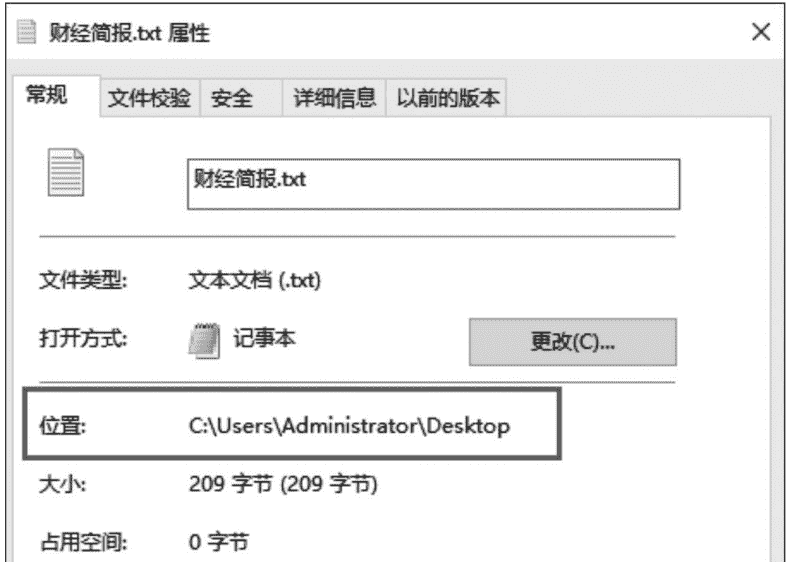 财经简报.txt 属性
常规 文件校验 安全 详细信息 以前的版本
财经简报.txt
文件类型: 文本文档 (.txt)
打开方式: 记事本 更改(C)...
位置: C:\Users\Administrator\Desktop
大小: 209 字节 (209 字节)
占用空间: 0 字节